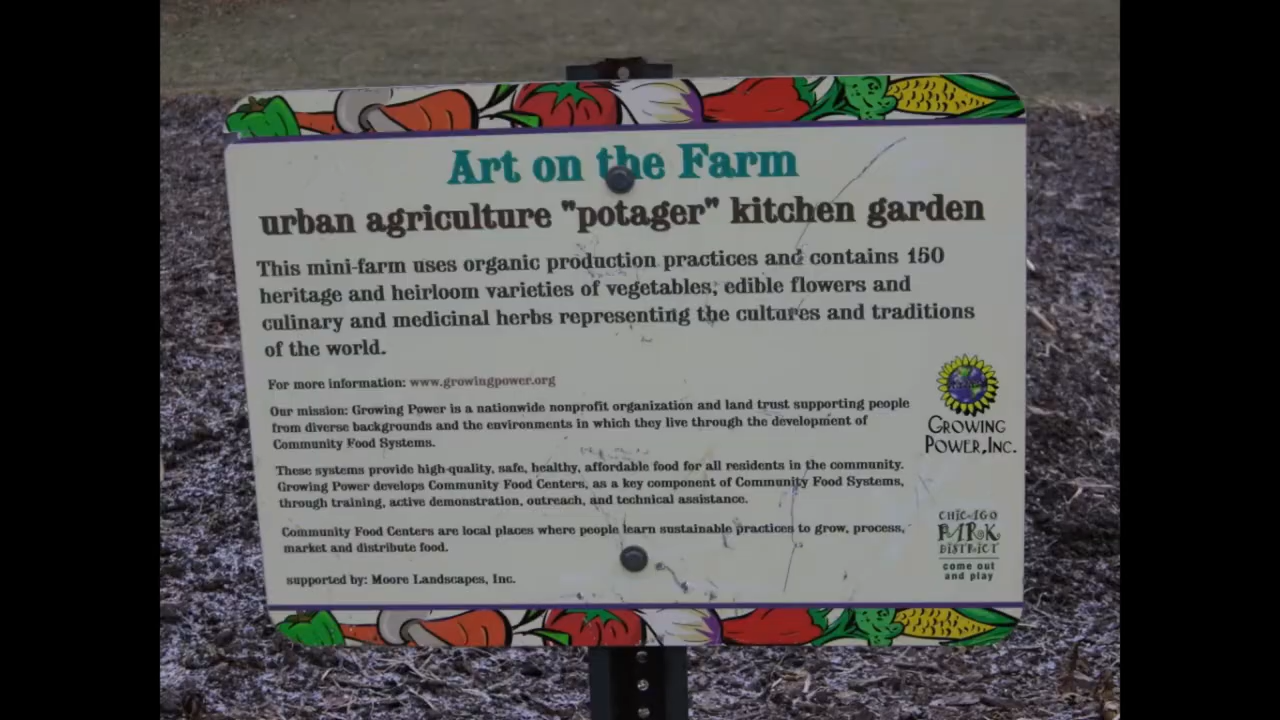 Art on the Farm
urban agriculture "potager" kitchen garden
This mini-farm uses organic production practices and contains 150
heritage and heirloom varieties of vegetables, edible flowers and
culinary and medicinal herbs representing the cultures and traditions
of the world.
For more information: www.growingpower.org
Our mission: Growing Power is a nationwide nonprofit organization and land trust supporting people
from diverse backgrounds and the environments in which they live through the development of
Community Food Systems.
These systems provide high-quality, safe, healthy, affordable food for all residents in the community.
Growing Power develops Community Food Centers, as a key component of Community Food Systems,
through training, active demonstration, outreach, and technical assistance.
Community Food Centers are local places where people learn sustainable practices to grow, process,
market and distribute food.
supported by: Moore Landscapes, Inc.
GROWING
POWER, INC.
CHICAGO
PARK
DISTRICT
come out
and play